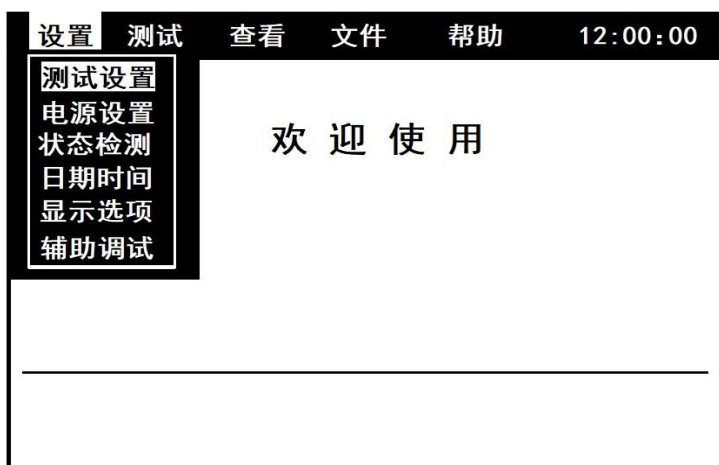 设置 测试 查看 文件 帮助 12:00:00
测试设置
电源设置
状态检测
日期时间
显示选项
辅助调试
欢迎使用